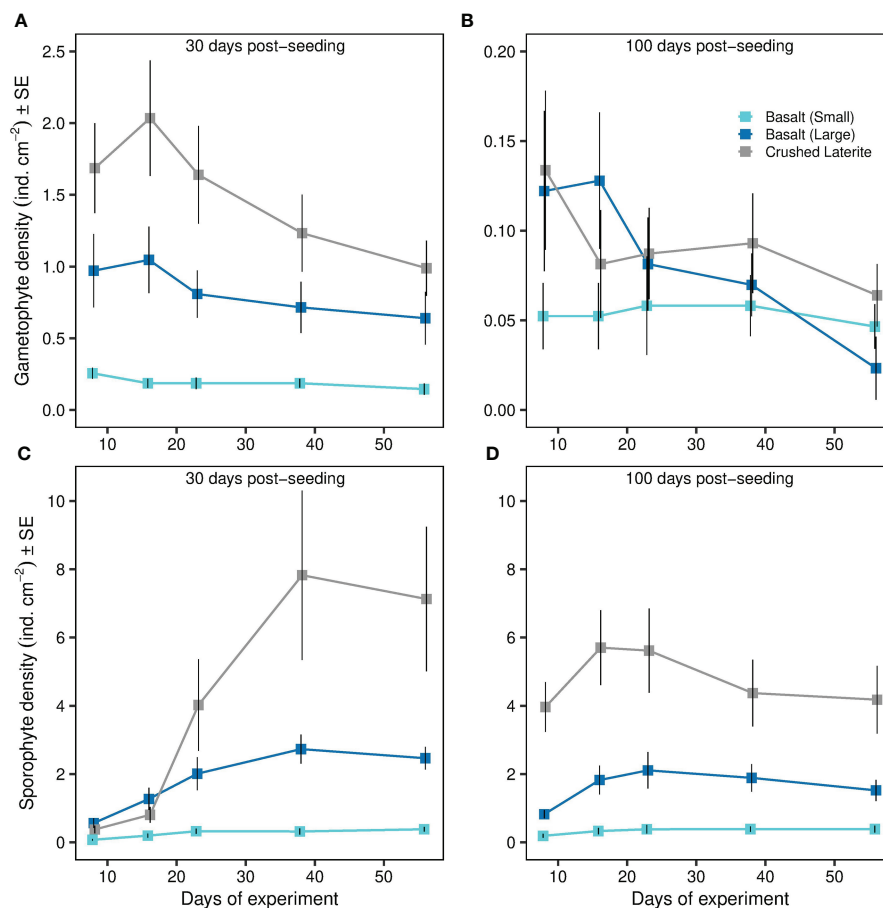 A
B
30 days post−seeding
100 days post−seeding
Gametophyte density (ind. cm−2) ± SE
2.5
2.0
1.5
1.0
0.5
0.0
0.20
0.15
0.10
0.05
0.00
Basalt (Small)
Basalt (Large)
Crushed Laterite
10 20 30 40 50
10 20 30 40 50
C
D
30 days post−seeding
100 days post−seeding
Sporophyte density (ind. cm−2) ± SE
10
8
6
4
2
0
10
8
6
4
2
0
10 20 30 40 50
10 20 30 40 50
Days of experiment
Days of experiment